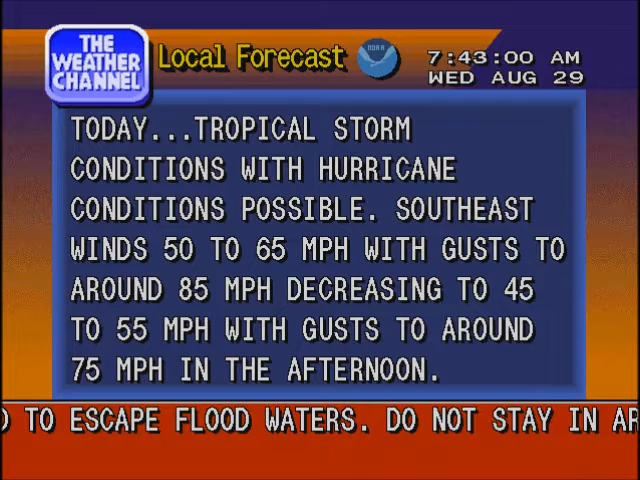 THE
WEATHER
CHANNEL
Local Forecast
NOAA
7:43:00 AM
WED AUG 29
TODAY...TROPICAL STORM
CONDITIONS WITH HURRICANE
CONDITIONS POSSIBLE. SOUTHEAST
WINDS 50 TO 65 MPH WITH GUSTS TO
AROUND 85 MPH DECREASING TO 45
TO 55 MPH WITH GUSTS TO AROUND
75 MPH IN THE AFTERNOON.
TO ESCAPE FLOOD WATERS. DO NOT STAY IN